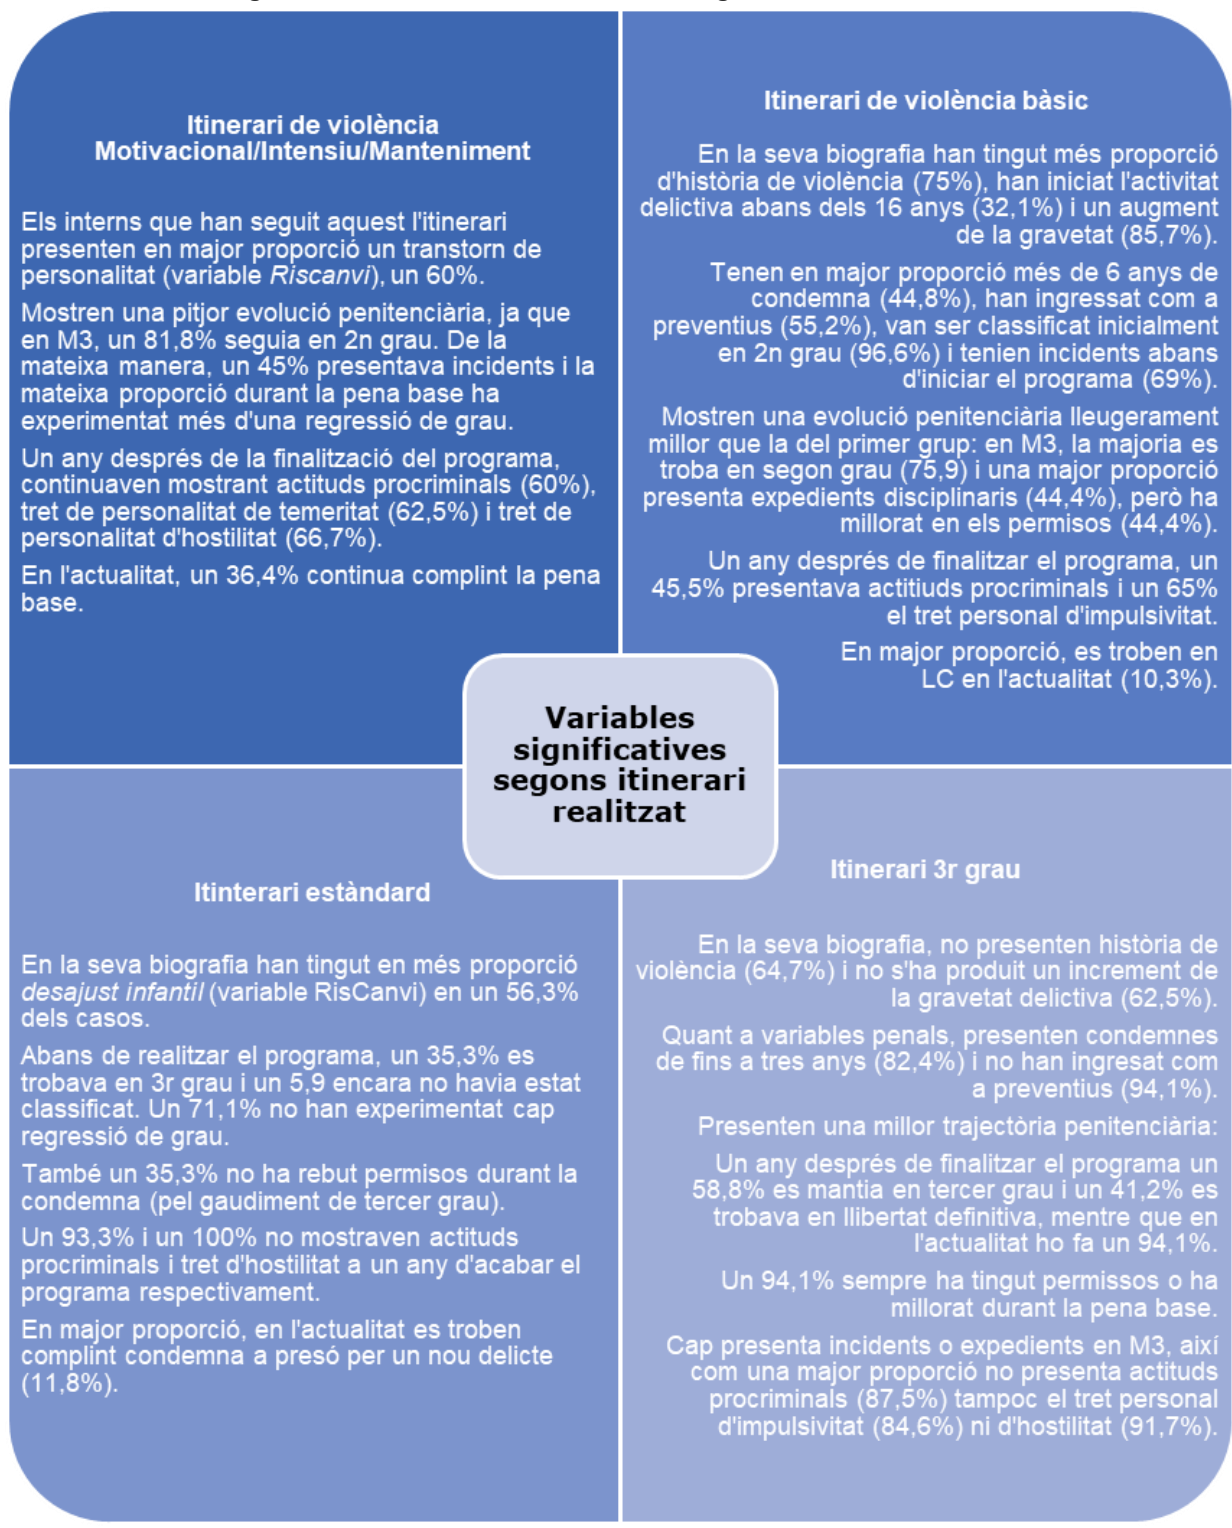 Itinerari de violència
Motivacional/Intensiu/Manteniment
Els interns que han seguit aquest l'itinerari
presenten en major proporció un transtorn de
personalitat (variable Riscanvi), un 60%.
Mostren una pitjor evolució penitenciària, ja que
en M3, un 81,8% seguia en 2n grau. De la
mateixa manera, un 45% presentava incidents i la
mateixa proporció durant la pena base ha
experimentat més d'una regressió de grau.
Un any després de la finalització del programa,
continuaven mostrant actituds procriminals (60%),
tret de personalitat de temeritat (62,5%) i tret de
personalitat d'hostilitat (66,7%).
En l'actualitat, un 36,4% continua complint la pena
base.
Itinerari de violència bàsic
En la seva biografia han tingut més proporció
d'història de violència (75%), han iniciat l'activitat
delictiva abans dels 16 anys (32,1%) i un augment
de la gravetat (85,7%).
Tenen en major proporció més de 6 anys de
condemna (44,8%), han ingressat com a
preventius (55,2%), van ser classificat inicialment
en 2n grau (96,6%) i tenien incidents abans
d'iniciar el programa (69%).
Mostren una evolució penitenciària lleugerament
millor que la del primer grup: en M3, la majoria es
troba en segon grau (75,9) i una major proporció
presenta expedients disciplinaris (44,4%), però ha
millorat en els permisos (44,4%).
Un any després de finalitzar el programa, un
45,5% presentava actitiuds procriminals i un 65%
el tret personal d'impulsivitat.
En major proporció, es troben en
LC en l'actualitat (10,3%).
Variables
significatives
segons itinerari
realitzat
Itinterari estàndard
En la seva biografia han tingut en més proporció
desajust infantil (variable RisCanvi) en un 56,3%
dels casos.
Abans de realitzar el programa, un 35,3% es
trobava en 3r grau i un 5,9 encara no havia estat
classificat. Un 71,1% no han experimentat cap
regressió de grau.
També un 35,3% no ha rebut permisos durant la
condemna (pel gaudiment de tercer grau).
Un 93,3% i un 100% no mostraven actituds
procriminals i tret d'hostilitat a un any d'acabar el
programa respectivament.
En major proporció, en l'actualitat es troben
complint condemna a presó per un nou delicte
(11,8%).
Itinerari 3r grau
En la seva biografia, no presenten història de
violència (64,7%) i no s'ha produit un increment de
la gravetat delictiva (62,5%).
Quant a variables penals, presenten condemnes
de fins a tres anys (82,4%) i no han ingresat com
a preventius (94,1%).
Presenten una millor trajectòria penitenciària:
Un any després de finalitzar el programa un
58,8% es mantia en tercer grau i un 41,2% es
trobava en llibertat definitiva, mentre que en
l'actualitat ho fa un 94,1%.
Un 94,1% sempre ha tingut permissos o ha
millorat durant la pena base.
Cap presenta incidents o expedients en M3, així
com una major proporció no presenta actituds
procriminals (87,5%) tampoc el tret personal
d'impulsivitat (84,6%) ni d'hostilitat (91,7%).